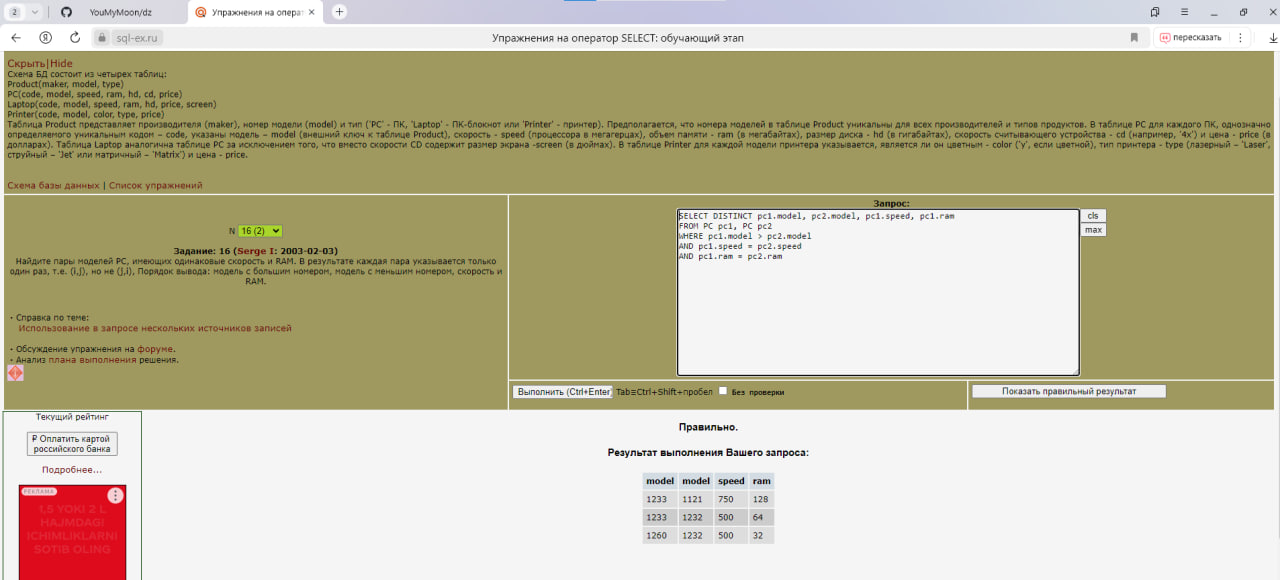 2
YouMyMoon/dz
Упражнения на операт
sql-ex.ru
Упражнения на оператор SELECT: обучающий этап
пересказать
Скрыть|Hide
Схема БД состоит из четырех таблиц:
Product(maker, model, type)
PC(code, model, speed, ram, hd, cd, price)
Laptop(code, model, speed, ram, hd, price, screen)
Printer(code, model, color, type, price)
Таблица Product представляет производителя (maker), номер модели (model) и тип ('PC' - ПК, 'Laptop' - ПК-блокнот или 'Printer' - принтер). Предполагается, что номера моделей в таблице Product уникальны для всех производителей и типов продуктов. В таблице PC для каждого ПК, однозначно
определяемого уникальным кодом – code, указаны модель – model (внешний ключ к таблице Product), скорость - speed (процессора в мегагерцах), объем памяти - ram (в мегабайтах), размер диска - hd (в гигабайтах), скорость считывающего устройства - cd (например, '4x') и цена - price (в
долларах). Таблица Laptop аналогична таблице PC за исключением того, что вместо скорости CD содержит размер экрана -screen (в дюймах). В таблице Printer для каждой модели принтера указывается, является ли он цветным - color ('y', если цветной), тип принтера - type (лазерный – 'Laser',
струйный – 'Jet' или матричный – 'Matrix') и цена - price.
Схема базы данных | Список упражнений
N 16 (2)
Задание: 16 (Serge I: 2003-02-03)
Найдите пары моделей PC, имеющих одинаковые скорость и RAM. В результате каждая пара указывается только
один раз, т.е. (i,j), но не (j,i), Порядок вывода: модель с большим номером, модель с меньшим номером, скорость и
RAM.
• Справка по теме:
Использование в запросе нескольких источников записей
• Обсуждение упражнения на форуме.
• Анализ плана выполнения решения.
Запрос:
SELECT DISTINCT pc1.model, pc2.model, pc1.speed, pc1.ram
FROM PC pc1, PC pc2
WHERE pc1.model > pc2.model
AND pc1.speed = pc2.speed
AND pc1.ram = pc2.ram
cls
max
Выполнить (Ctrl+Enter) Tab≡Ctrl+Shift+пробел Без проверки
Показать правильный результат
Текущий рейтинг
₽ Оплатить картой
российского банка
Подробнее...
РЕКЛАМА
1,5 YOKI 2 L
HAJMDAGI
ICHIMLIKLARNI
SOTIB OLING
Правильно.
Результат выполнения Вашего запроса:
model model speed ram
1233 1121 750 128
1233 1232 500 64
1260 1232 500 32